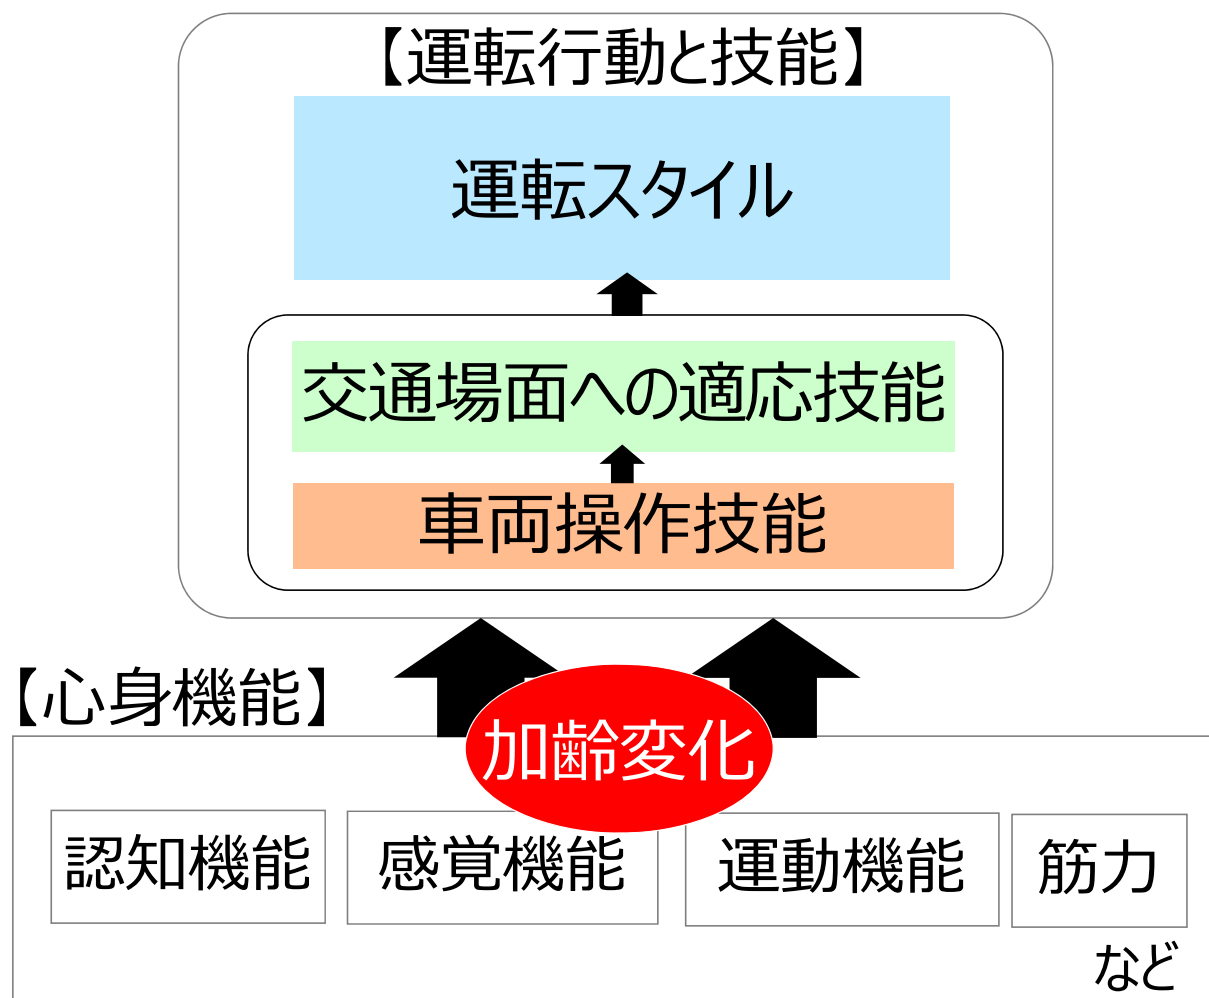 【運転行動と技能】
運転スタイル
交通場面への適応技能
車両操作技能
【心身機能】
加齢変化
認知機能
感覚機能
運動機能
筋力
など